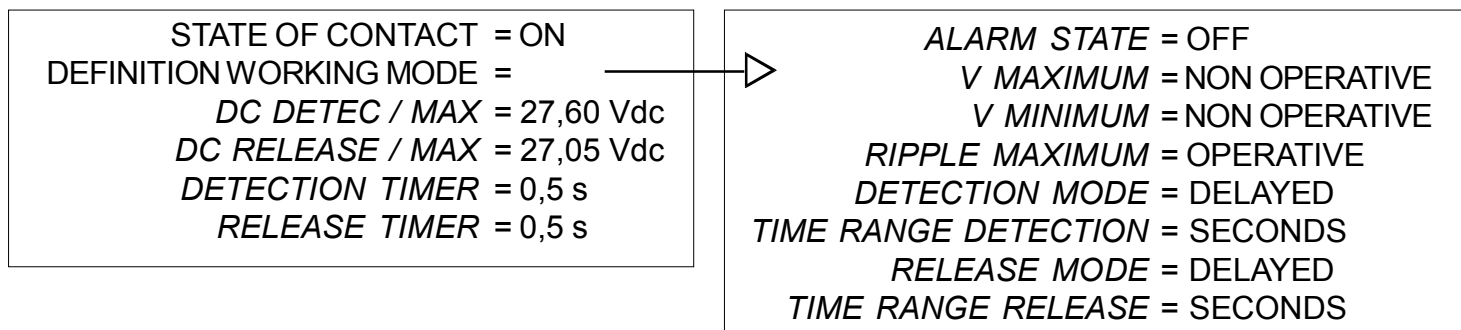 STATE OF CONTACT = ON
DEFINITION WORKING MODE =
DC DETEC / MAX = 27,60 Vdc
DC RELEASE / MAX = 27,05 Vdc
DETECTION TIMER = 0,5 s
RELEASE TIMER = 0,5 s
ALARM STATE = OFF
V MAXIMUM = NON OPERATIVE
V MINIMUM = NON OPERATIVE
RIPPLE MAXIMUM = OPERATIVE
DETECTION MODE = DELAYED
TIME RANGE DETECTION = SECONDS
RELEASE MODE = DELAYED
TIME RANGE RELEASE = SECONDS